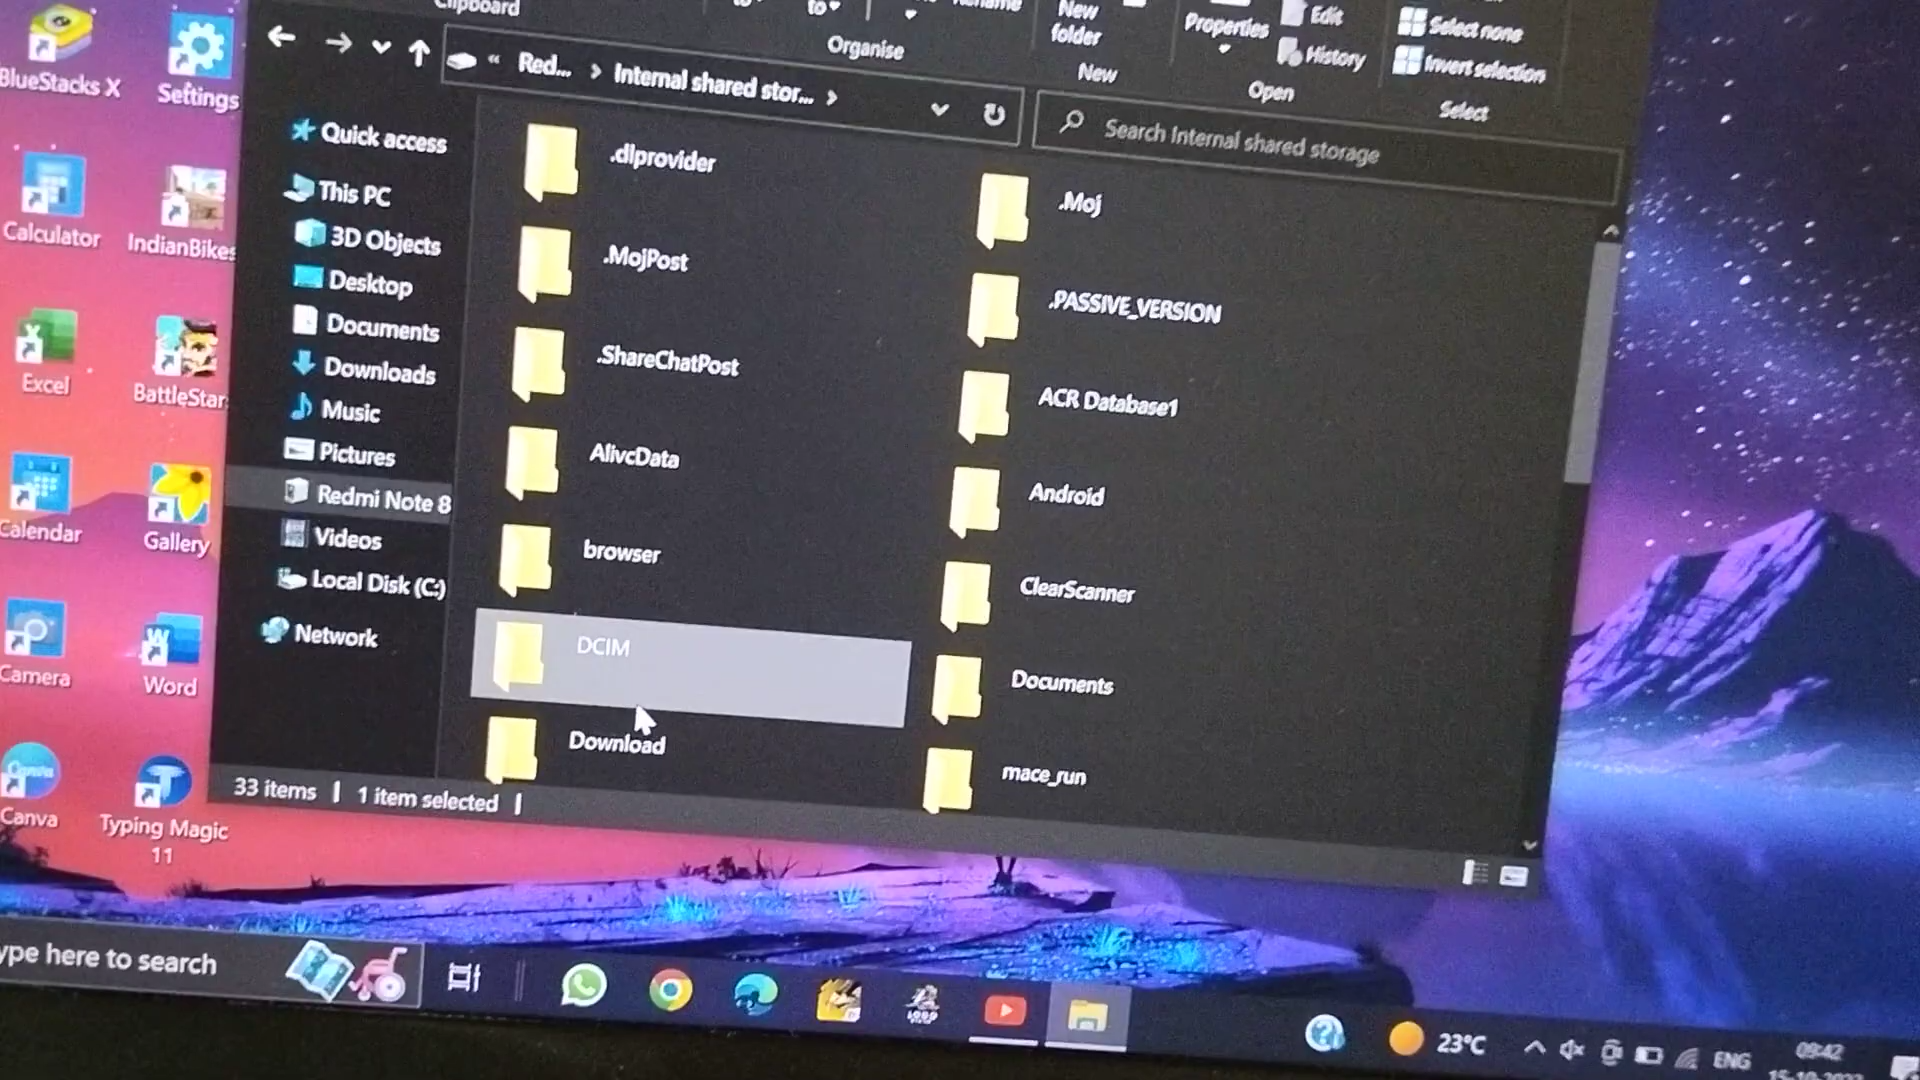 Clipboard
Organise
New
folder
New
Properties
Edit
History
Open
Select none
Invert selection
Select
« Red... > Internal shared stor... >
Search Internal shared storage
BlueStacks X
Settings
Calculator
IndianBikes
Excel
BattleStar
Calendar
Gallery
Camera
Word
Canva
Typing Magic
11
Quick access
This PC
3D Objects
Desktop
Documents
Downloads
Music
Pictures
Redmi Note 8
Videos
Local Disk (C:)
Network
.dlprovider
.Moj
.MojPost
.PASSIVE_VERSION
.ShareChatPost
ACR Database1
AlivcData
Android
browser
ClearScanner
DCIM
Documents
Download
mace_run
33 items | 1 item selected |
ype here to search
23°C
ENG
09:42